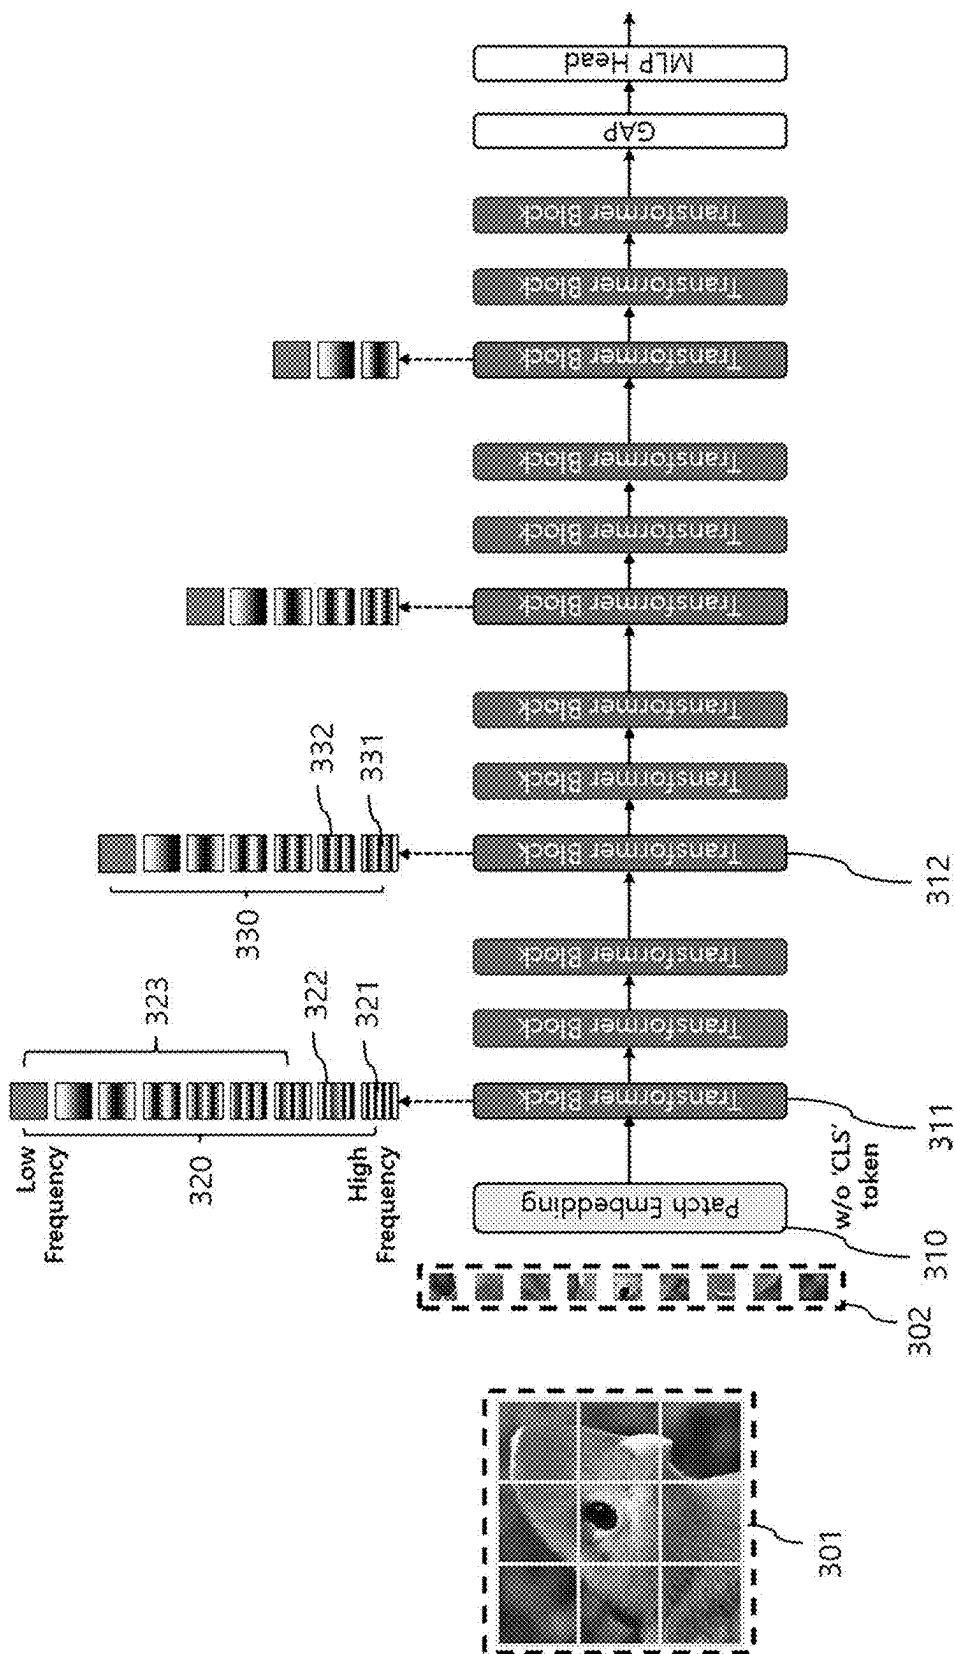 Low
Frequency
320
High
Frequency
323
322
321
330
332
331
301
302
Patch Embedding
310
w/o 'CLS'
token
Transformer Block
311
Transformer Block
Transformer Block
Transformer Block
312
Transformer Block
Transformer Block
Transformer Block
Transformer Block
Transformer Block
Transformer Block
Transformer Block
Transformer Block
GAP
MLP Head